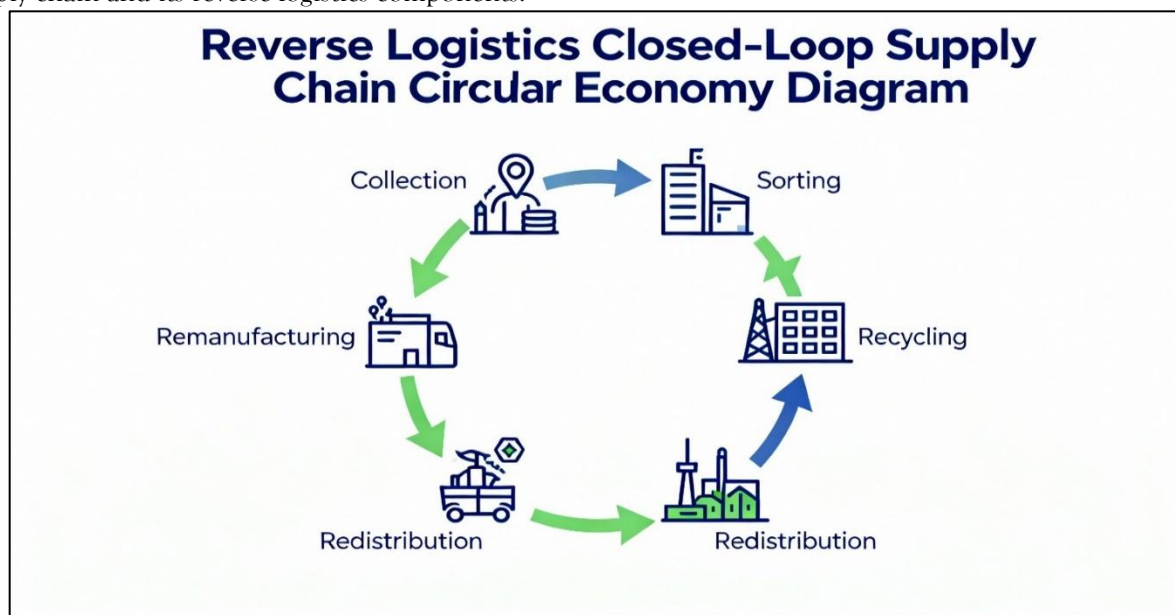 Reverse Logistics Closed-Loop Supply
Chain Circular Economy Diagram
Collection
Sorting
Remanufacturing
Recycling
Redistribution
Redistribution